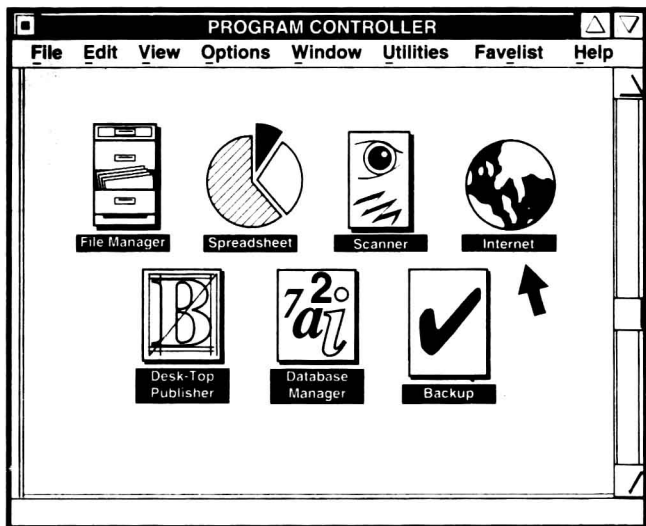 PROGRAM CONTROLLER
File Edit View Options Window Utilities Favelist Help
File Manager Spreadsheet Scanner Internet
7a2i
Desk-Top Publisher
Database Manager
Backup
B